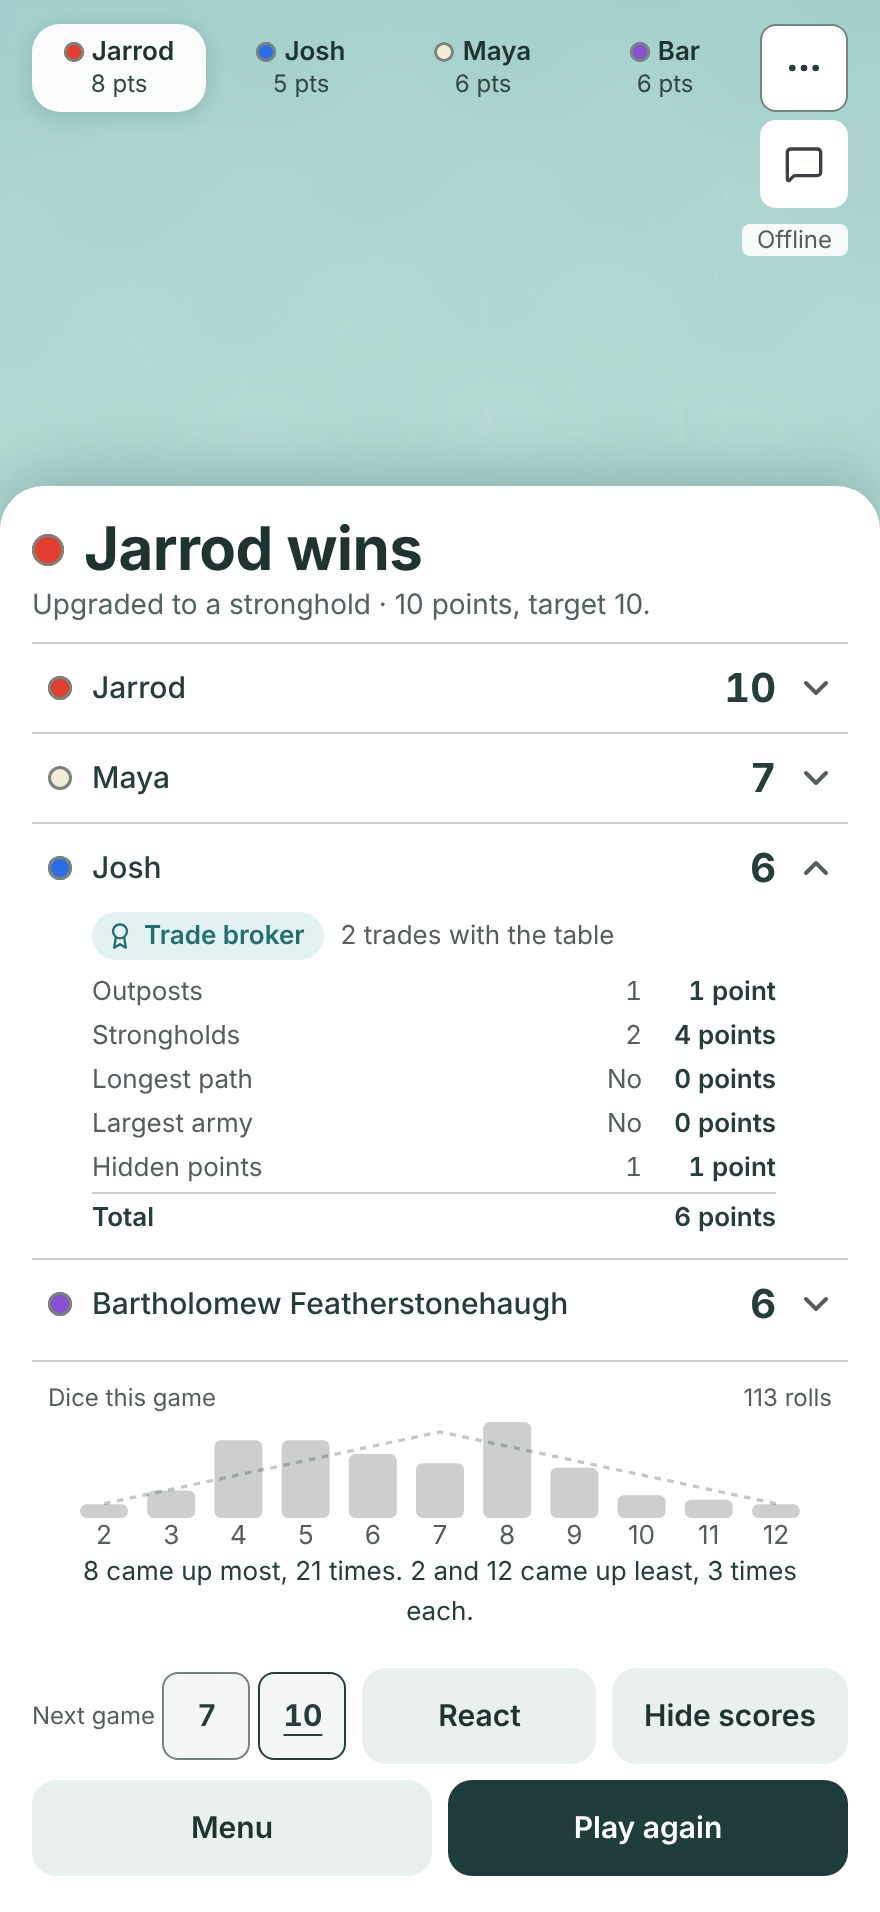 Jarrod
8 pts
Josh
5 pts
Maya
6 pts
Bar
6 pts
Offline
Jarrod wins
Upgraded to a stronghold · 10 points, target 10.
Jarrod 10
Maya 7
Josh 6
Trade broker 2 trades with the table
Outposts 1 1 point
Strongholds 2 4 points
Longest path No 0 points
Largest army No 0 points
Hidden points 1 1 point
Total 6 points
Bartholomew Featherstonehaugh 6
Dice this game 113 rolls
2 3 4 5 6 7 8 9 10 11 12
8 came up most, 21 times. 2 and 12 came up least, 3 times
each.
Next game 7 10 React Hide scores
Menu Play again